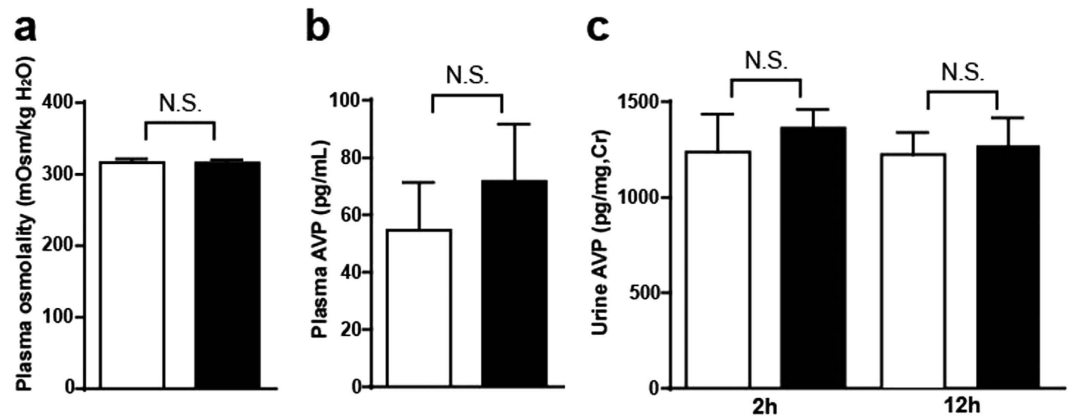 a
Plasma osmolality (mOsm/kg H₂O)
400
300
200
100
0
N.S.
b
Plasma AVP (pg/mL)
100
80
60
40
20
0
N.S.
c
Urine AVP (pg/mg,Cr)
1500
1000
500
0
N.S.
N.S.
2h
12h